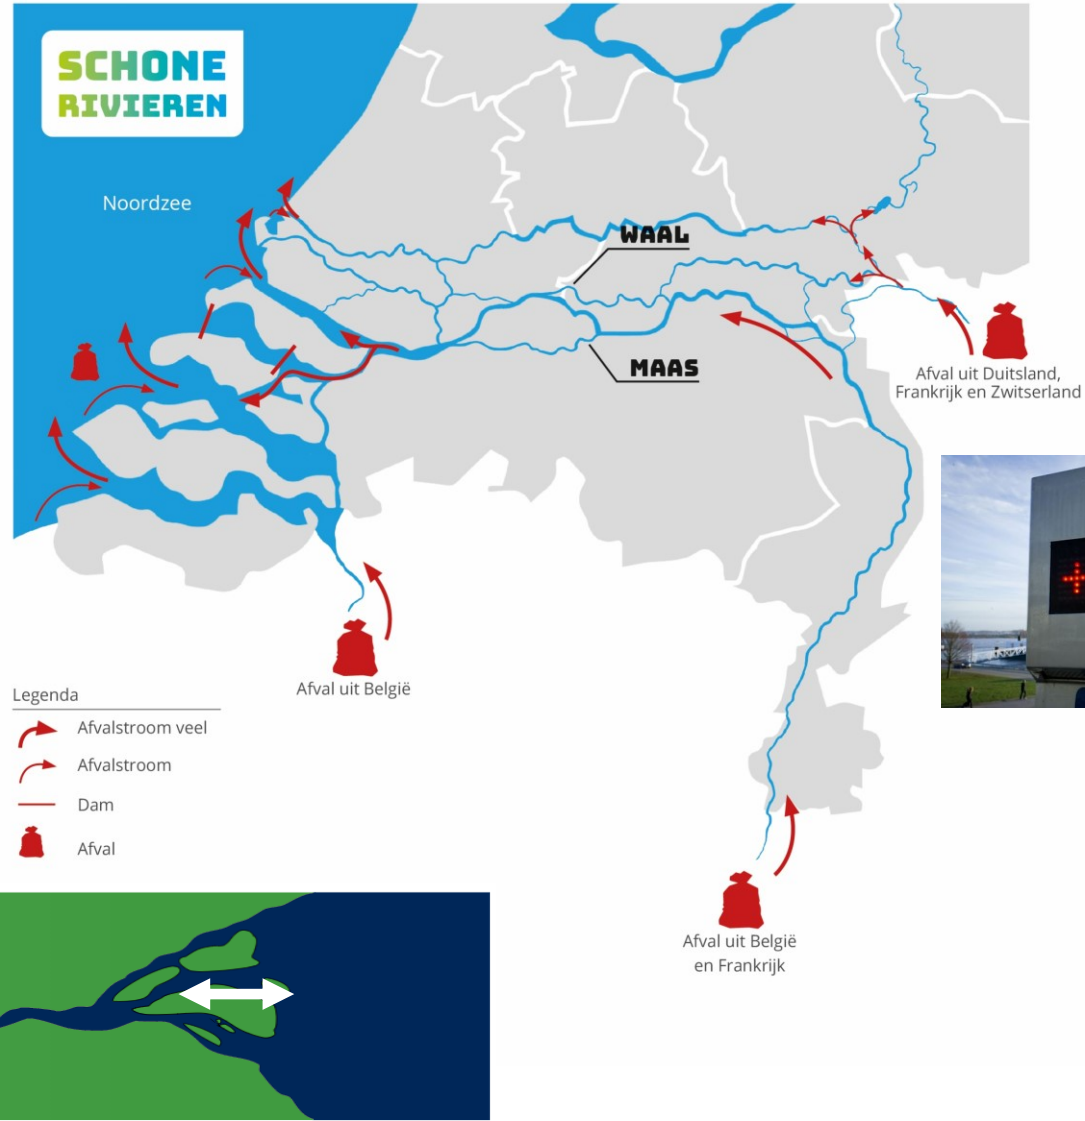 SCHONE
RIVIEREN
Noordzee
WAAL
MAAS
Afval uit Duitsland,
Frankrijk en Zwitserland
Afval uit België
Legenda
Afvalstroom veel
Afvalstroom
Dam
Afval
Afval uit België
en Frankrijk